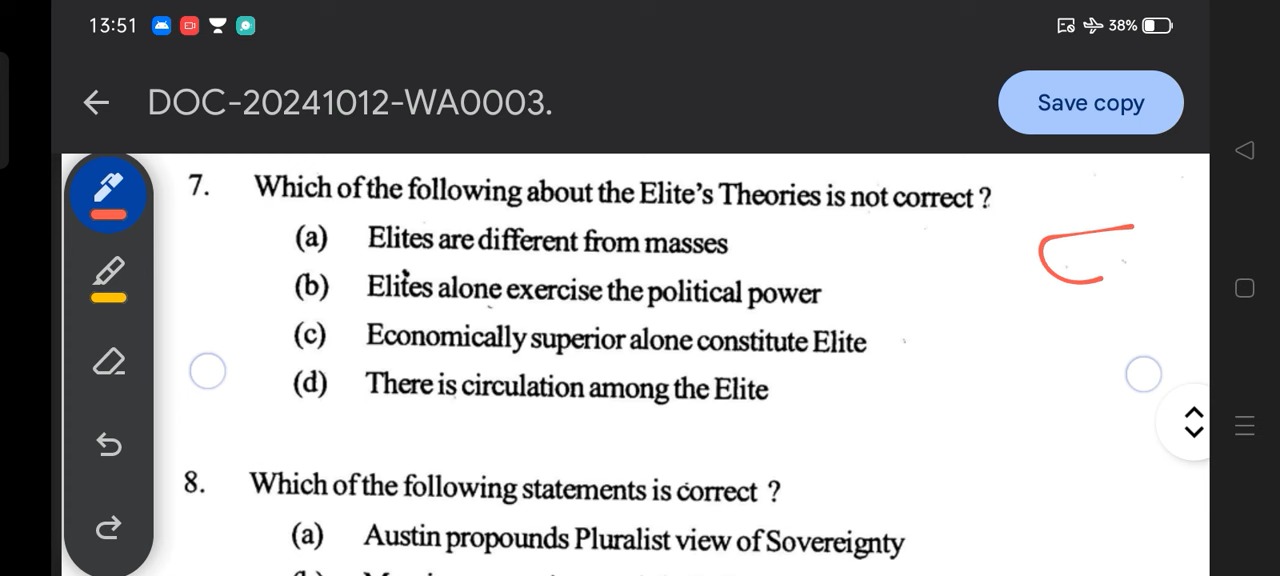 13:51
38%
DOC-20241012-WA0003.
Save copy
7. Which of the following about the Elite's Theories is not correct ?
(a) Elites are different from masses
(b) Elites alone exercise the political power
(c) Economically superior alone constitute Elite
(d) There is circulation among the Elite
8. Which of the following statements is correct ?
(a) Austin propounds Pluralist view of Sovereignty